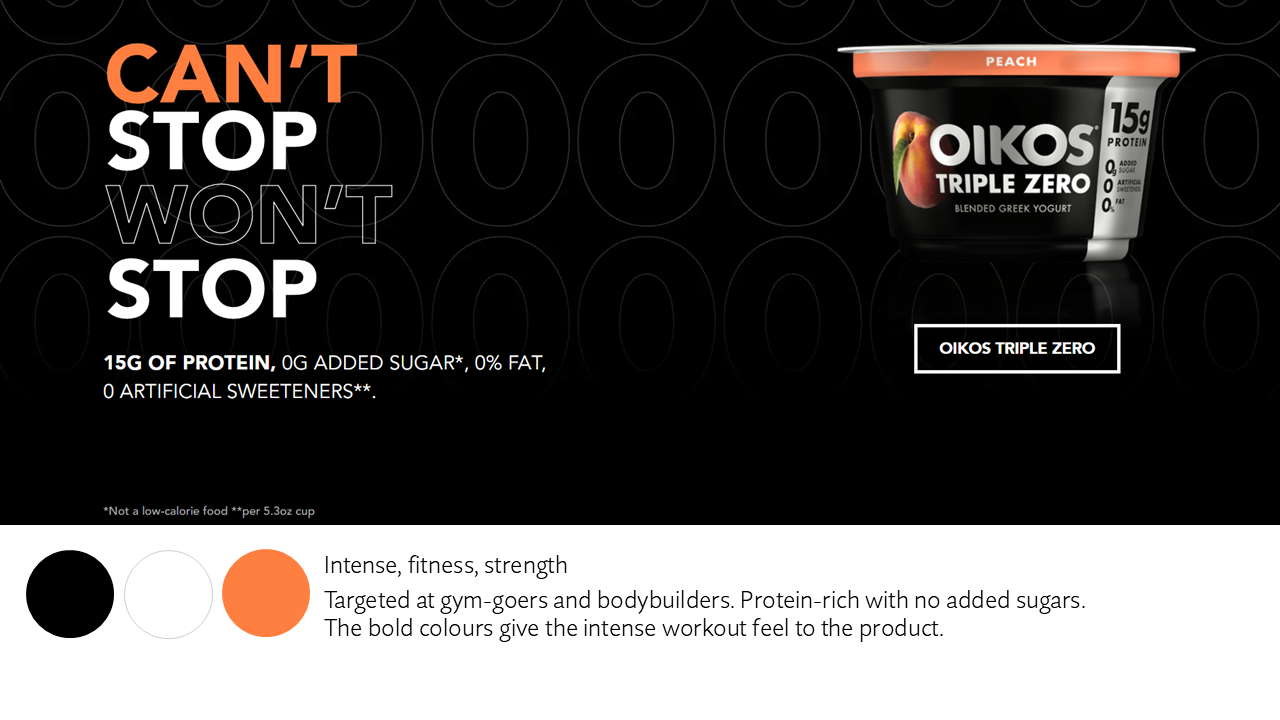 CAN'T
STOP
WON'T
STOP
15G OF PROTEIN, 0G ADDED SUGAR*, 0% FAT,
0 ARTIFICIAL SWEETENERS**.
*Not a low-calorie food **per 5.3oz cup
PEACH
OIKOS
TRIPLE ZERO
BLENDED GREEK YOGURT
15g
PROTEIN
0g ADDED
SUGAR
0 ARTIFICIAL
SWEETENERS
0% FAT
OIKOS TRIPLE ZERO
Intense, fitness, strength
Targeted at gym-goers and bodybuilders. Protein-rich with no added sugars.
The bold colours give the intense workout feel to the product.